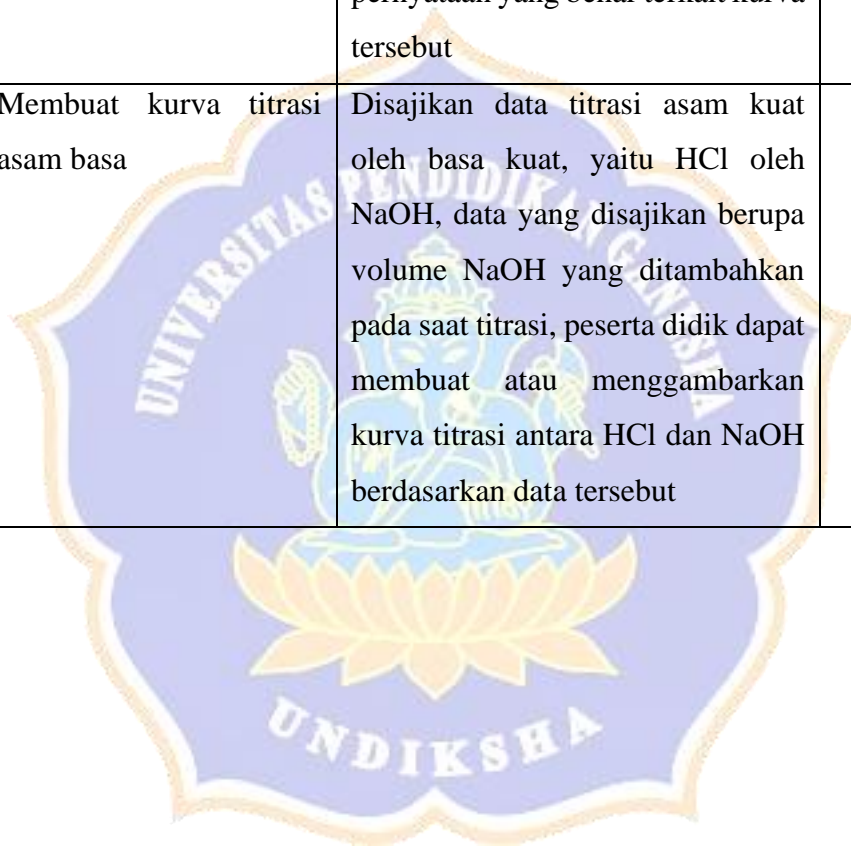 tersebut
Membuat kurva titrasi
asam basa
Disajikan data titrasi asam kuat
oleh basa kuat, yaitu HCl oleh
NaOH, data yang disajikan berupa
volume NaOH yang ditambahkan
pada saat titrasi, peserta didik dapat
membuat atau menggambarkan
kurva titrasi antara HCl dan NaOH
berdasarkan data tersebut
UNIVERSITAS PENDIDIKAN GANESHA
UNDIKSHA